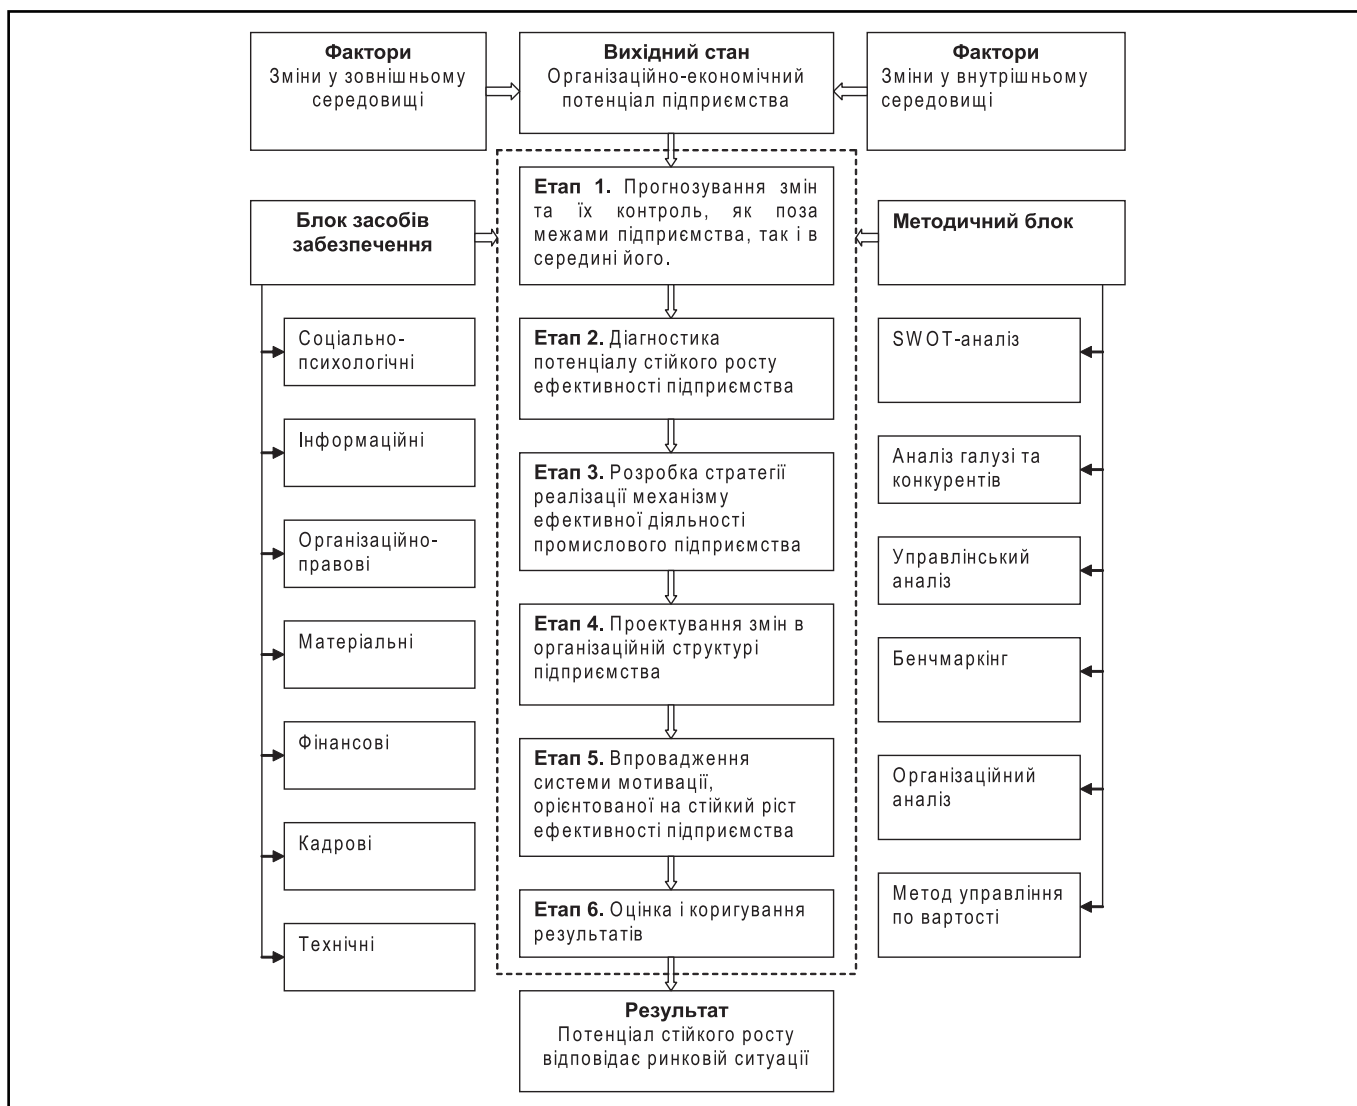 Фактори
Зміни у зовнішньому
середовищі
Вихідний стан
Організаційно-економічний
потенціал підприємства
Фактори
Зміни у внутрішньому
середовищі
Блок засобів
забезпечення
Соціально-
психологічні
Інформаційні
Організаційно-
правові
Матеріальні
Фінансові
Кадрові
Технічні
Етап 1. Прогнозування змін
та їх контроль, як поза
межами підприємства, так і в
середині його.
Етап 2. Діагностика
потенціалу стійкого росту
ефективності підприємства
Етап 3. Розробка стратегії
реалізації механізму
ефективної діяльності
промислового підприємства
Етап 4. Проектування змін в
організаційній структурі
підприємства
Етап 5. Впровадження
системи мотивації,
орієнтованої на стійкий ріст
ефективності підприємства
Етап 6. Оцінка і коригування
результатів
Методичний блок
SWOT-аналіз
Аналіз галузі та
конкурентів
Управлінський
аналіз
Бенчмаркінг
Організаційний
аналіз
Метод управління
по вартості
Результат
Потенціал стійкого росту
відповідає ринковій ситуації